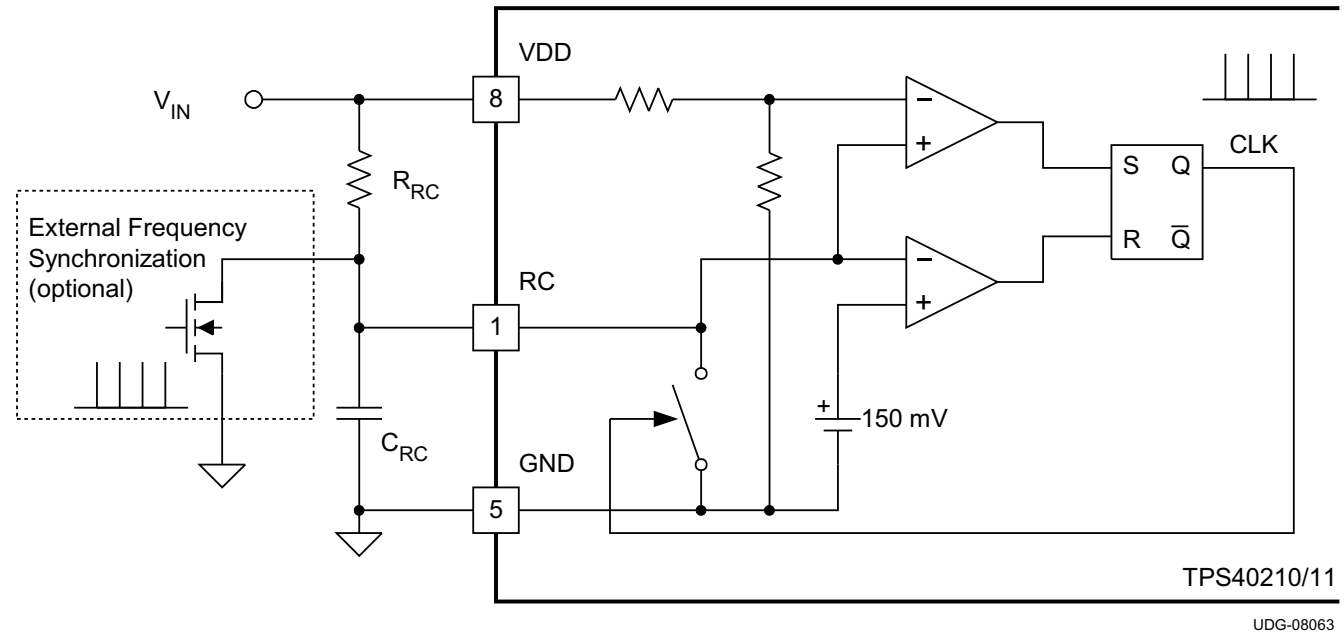 VDD
V_IN
8
−
+
CLK
R_RC
S Q
External Frequency
Synchronization
(optional)
R Q̅
RC
−
+
1
+
150 mV
C_RC
GND
5
TPS40210/11
UDG-08063